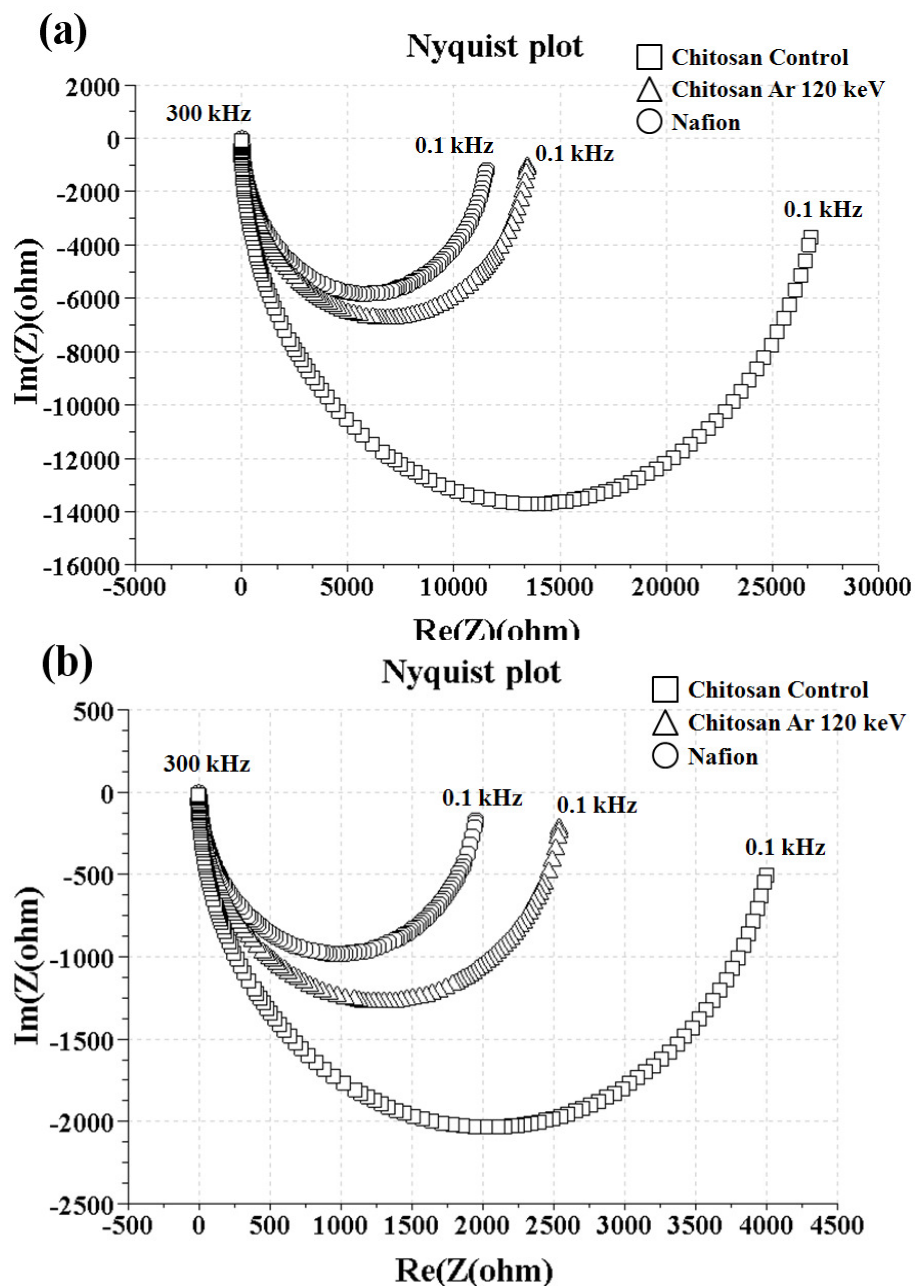 (a)
Nyquist plot
Chitosan Control
Chitosan Ar 120 keV
Nafion
300 kHz
0.1 kHz
0.1 kHz
0.1 kHz
2000
0
-2000
-4000
-6000
-8000
-10000
-12000
-14000
-16000
Im(Z)(ohm)
-5000 0 5000 10000 15000 20000 25000 30000
Re(Z)(ohm)
(b)
Nyquist plot
Chitosan Control
Chitosan Ar 120 keV
Nafion
300 kHz
0.1 kHz
0.1 kHz
0.1 kHz
500
0
-500
-1000
-1500
-2000
-2500
Im(Z(ohm)
-500 0 500 1000 1500 2000 2500 3000 3500 4000 4500
Re(Z(ohm)